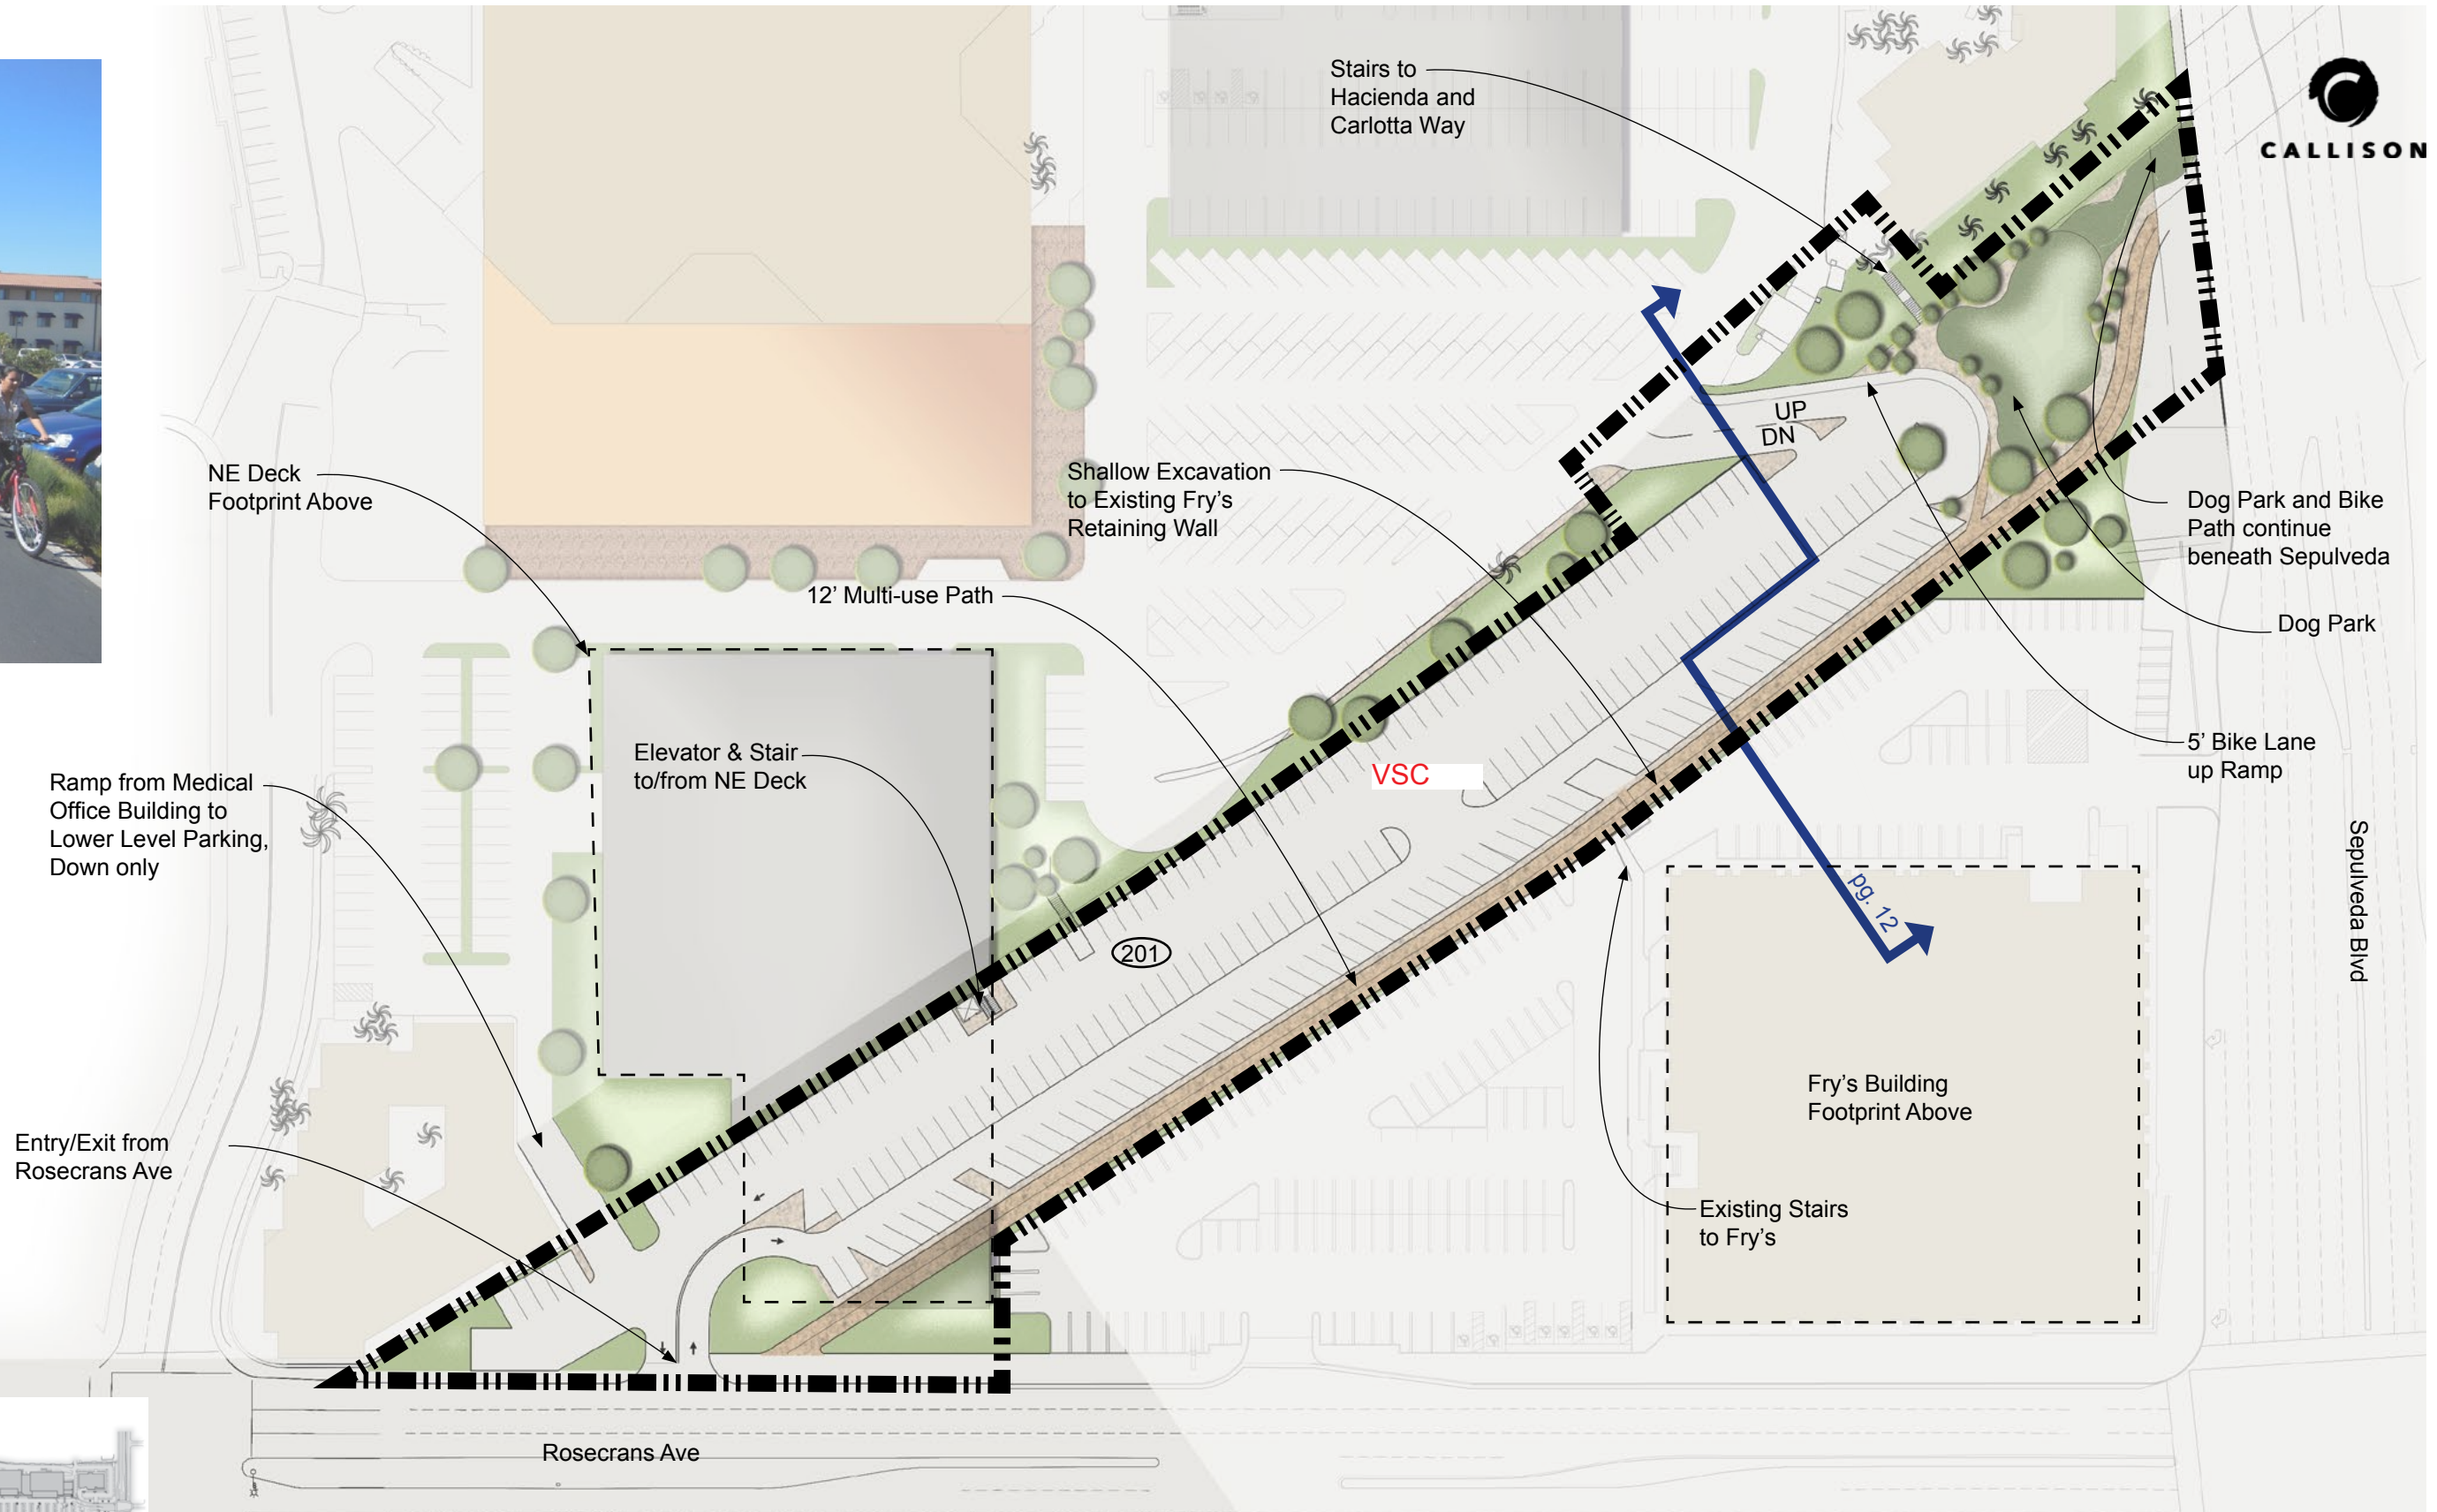 Stairs to
Hacienda and
Carlotta Way
CALLISON
UP
DN
NE Deck
Footprint Above
Shallow Excavation
to Existing Fry's
Retaining Wall
12' Multi-use Path
Dog Park and Bike
Path continue
beneath Sepulveda
Dog Park
5' Bike Lane
up Ramp
Elevator & Stair
to/from NE Deck
VSC
Ramp from Medical
Office Building to
Lower Level Parking,
Down only
Sepulveda Blvd
pg. 12
201
Fry's Building
Footprint Above
Entry/Exit from
Rosecrans Ave
Existing Stairs
to Fry's
Rosecrans Ave